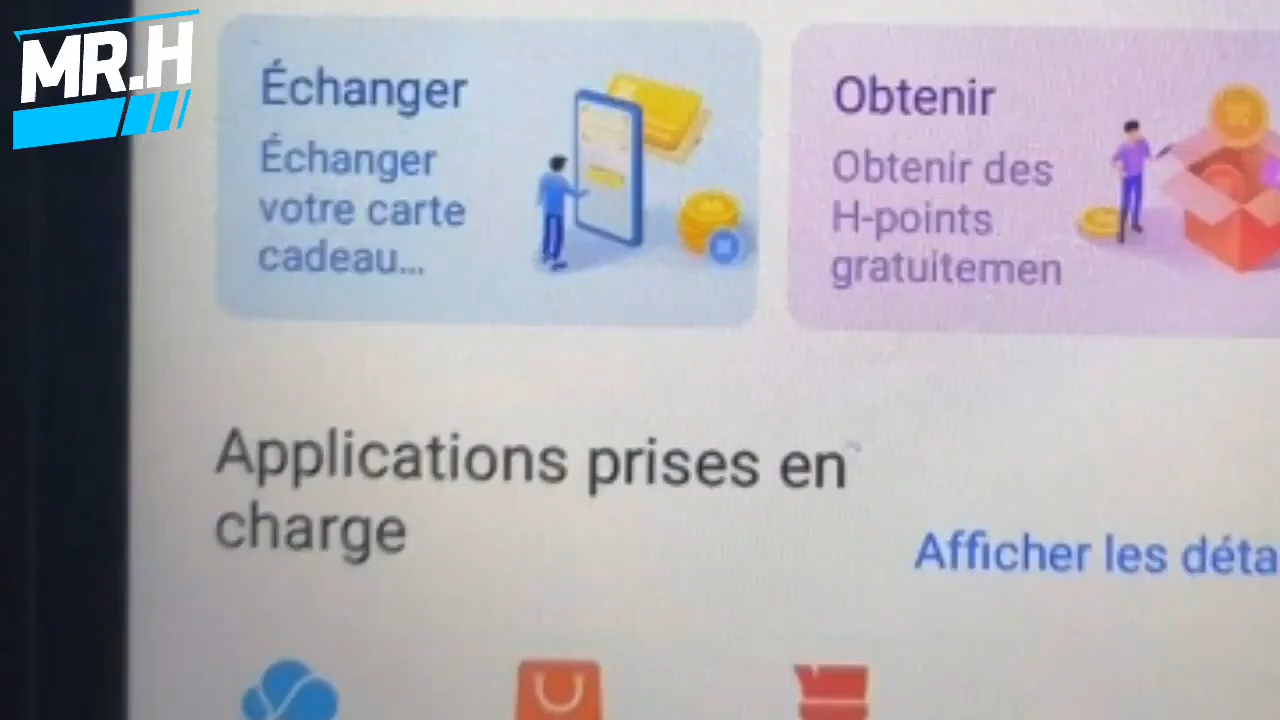 MR.H
Échanger
Échanger
votre carte
cadeau...
Obtenir
Obtenir des
H-points
gratuitemen
Applications prises en
charge
Afficher les déta